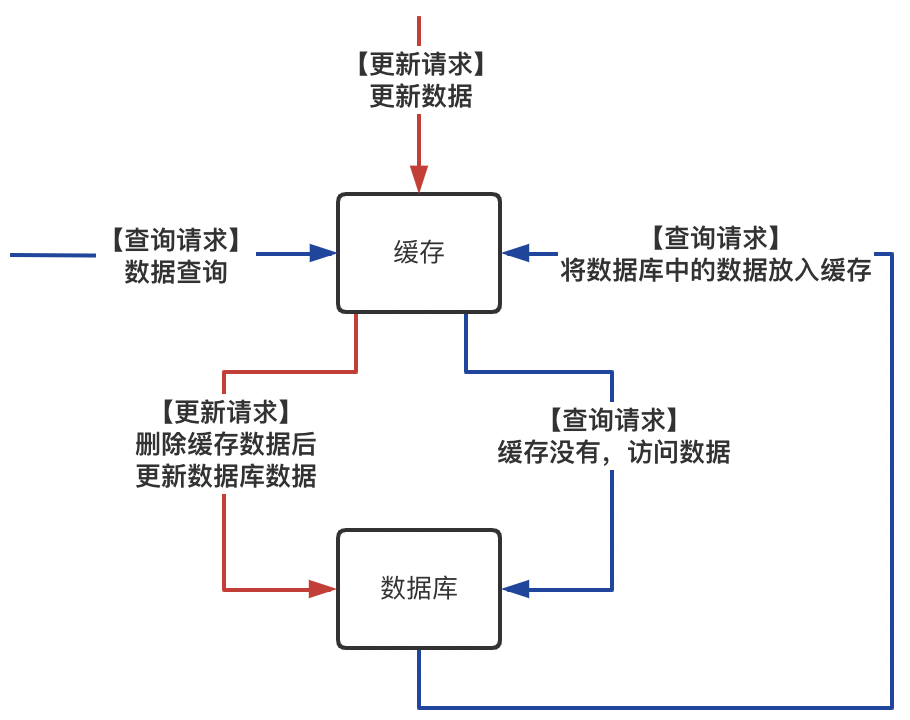 【更新请求】
更新数据
【查询请求】
数据查询
缓存
【查询请求】
将数据库中的数据放入缓存
【更新请求】
删除缓存数据后
更新数据库数据
【查询请求】
缓存没有，访问数据
数据库